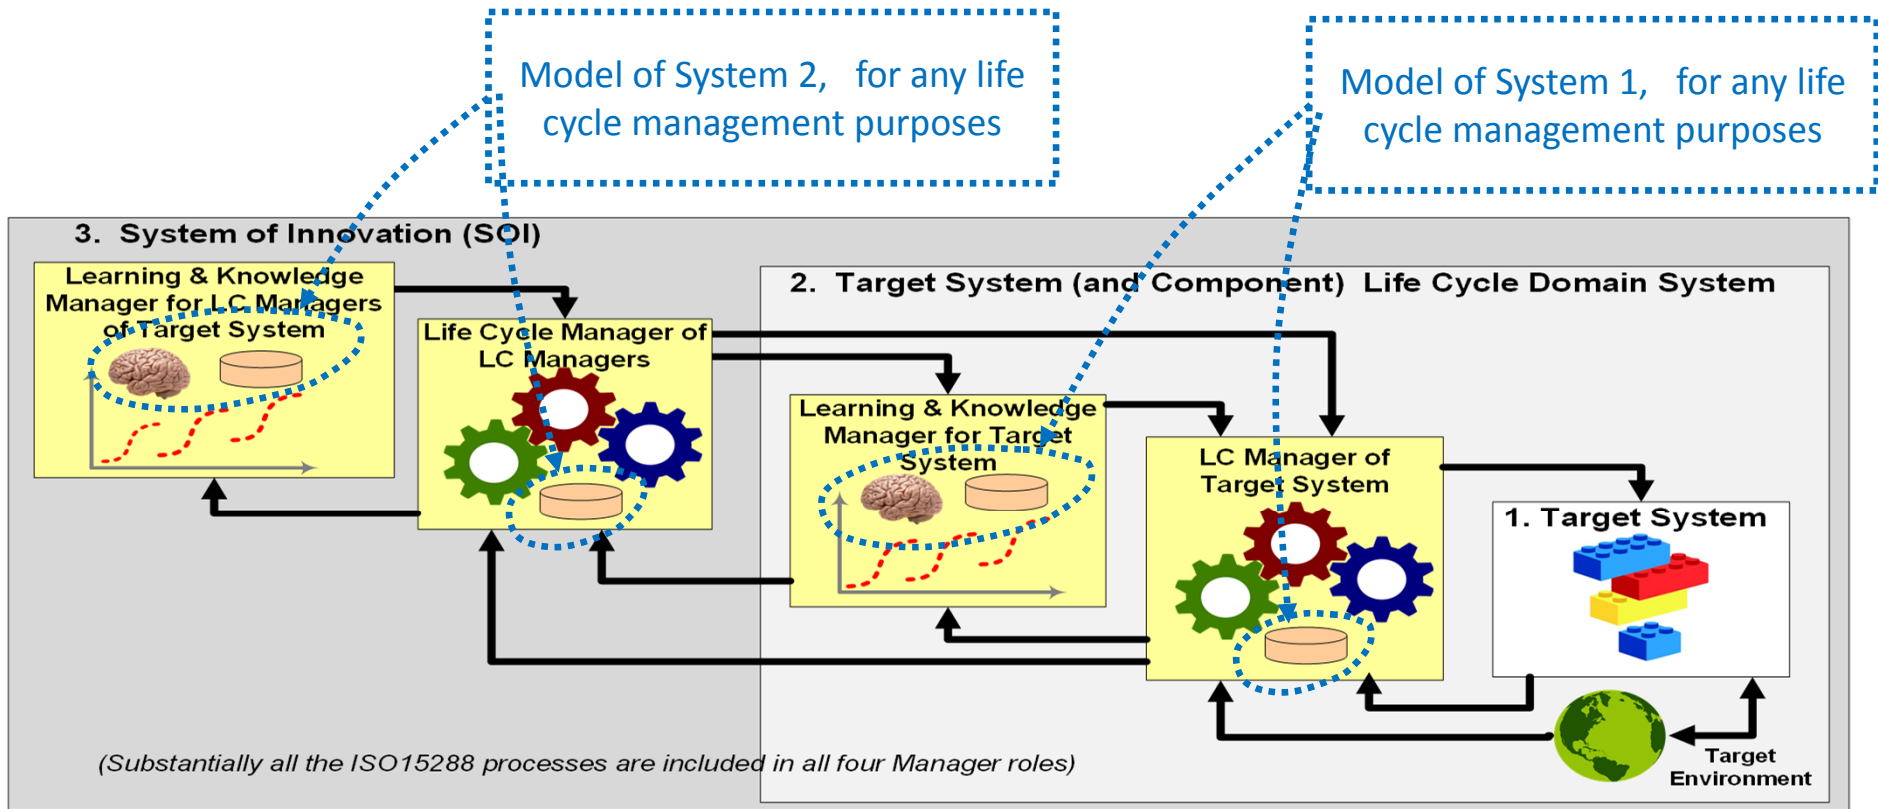 Model of System 2, for any life
cycle management purposes
Model of System 1, for any life
cycle management purposes
3. System of Innovation (SOI)
Learning & Knowledge
Manager for LC Managers
of Target System
Life Cycle Manager of
LC Managers
2. Target System (and Component) Life Cycle Domain System
Learning & Knowledge
Manager for Target
System
LC Manager of
Target System
1. Target System
Target
Environment
(Substantially all the ISO15288 processes are included in all four Manager roles)